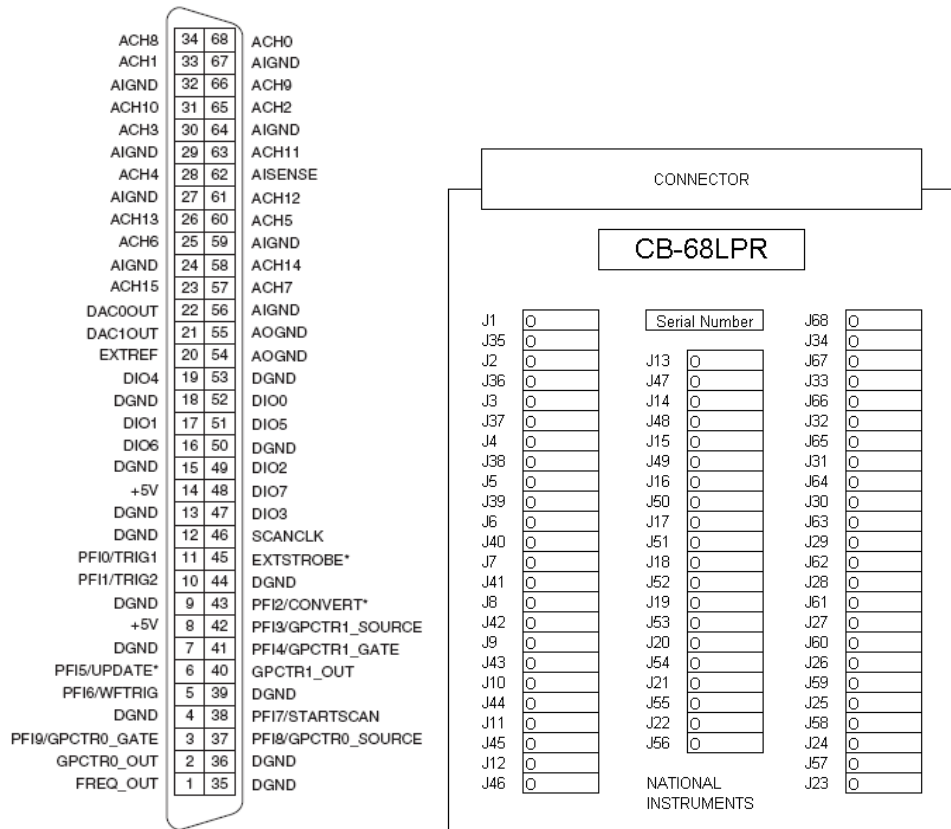 ACH8 34 68 ACH0
ACH1 33 67 AIGND
AIGND 32 66 ACH9
ACH10 31 65 ACH2
ACH3 30 64 AIGND
AIGND 29 63 ACH11
ACH4 28 62 AISENSE
AIGND 27 61 ACH12
ACH13 26 60 ACH5
ACH6 25 59 AIGND
AIGND 24 58 ACH14
ACH15 23 57 ACH7
DAC0OUT 22 56 AIGND
DAC1OUT 21 55 AOGND
EXTREF 20 54 AOGND
DIO4 19 53 DGND
DGND 18 52 DIO0
DIO1 17 51 DIO5
DIO6 16 50 DGND
DGND 15 49 DIO2
+5V 14 48 DIO7
DGND 13 47 DIO3
DGND 12 46 SCANCLK
PFI0/TRIG1 11 45 EXTSTROBE*
PFI1/TRIG2 10 44 DGND
DGND 9 43 PFI2/CONVERT*
+5V 8 42 PFI3/GPCTR1_SOURCE
DGND 7 41 PFI4/GPCTR1_GATE
PFI5/UPDATE* 6 40 GPCTR1_OUT
PFI6/WFTRIG 5 39 DGND
DGND 4 38 PFI7/STARTSCAN
PFI9/GPCTR0_GATE 3 37 PFI8/GPCTR0_SOURCE
GPCTR0_OUT 2 36 DGND
FREQ_OUT 1 35 DGND
CONNECTOR
CB-68LPR
J1 O
J35 O
J2 O
J36 O
J3 O
J37 O
J4 O
J38 O
J5 O
J39 O
J6 O
J40 O
J7 O
J41 O
J8 O
J42 O
J9 O
J43 O
J10 O
J44 O
J11 O
J45 O
J12 O
J46 O
Serial Number
J13 O
J47 O
J14 O
J48 O
J15 O
J49 O
J16 O
J50 O
J17 O
J51 O
J18 O
J52 O
J19 O
J53 O
J20 O
J54 O
J21 O
J55 O
J22 O
J56 O
NATIONAL
INSTRUMENTS
J68 O
J34 O
J67 O
J33 O
J66 O
J32 O
J65 O
J31 O
J64 O
J30 O
J63 O
J29 O
J62 O
J28 O
J61 O
J27 O
J60 O
J26 O
J59 O
J25 O
J58 O
J24 O
J57 O
J23 O